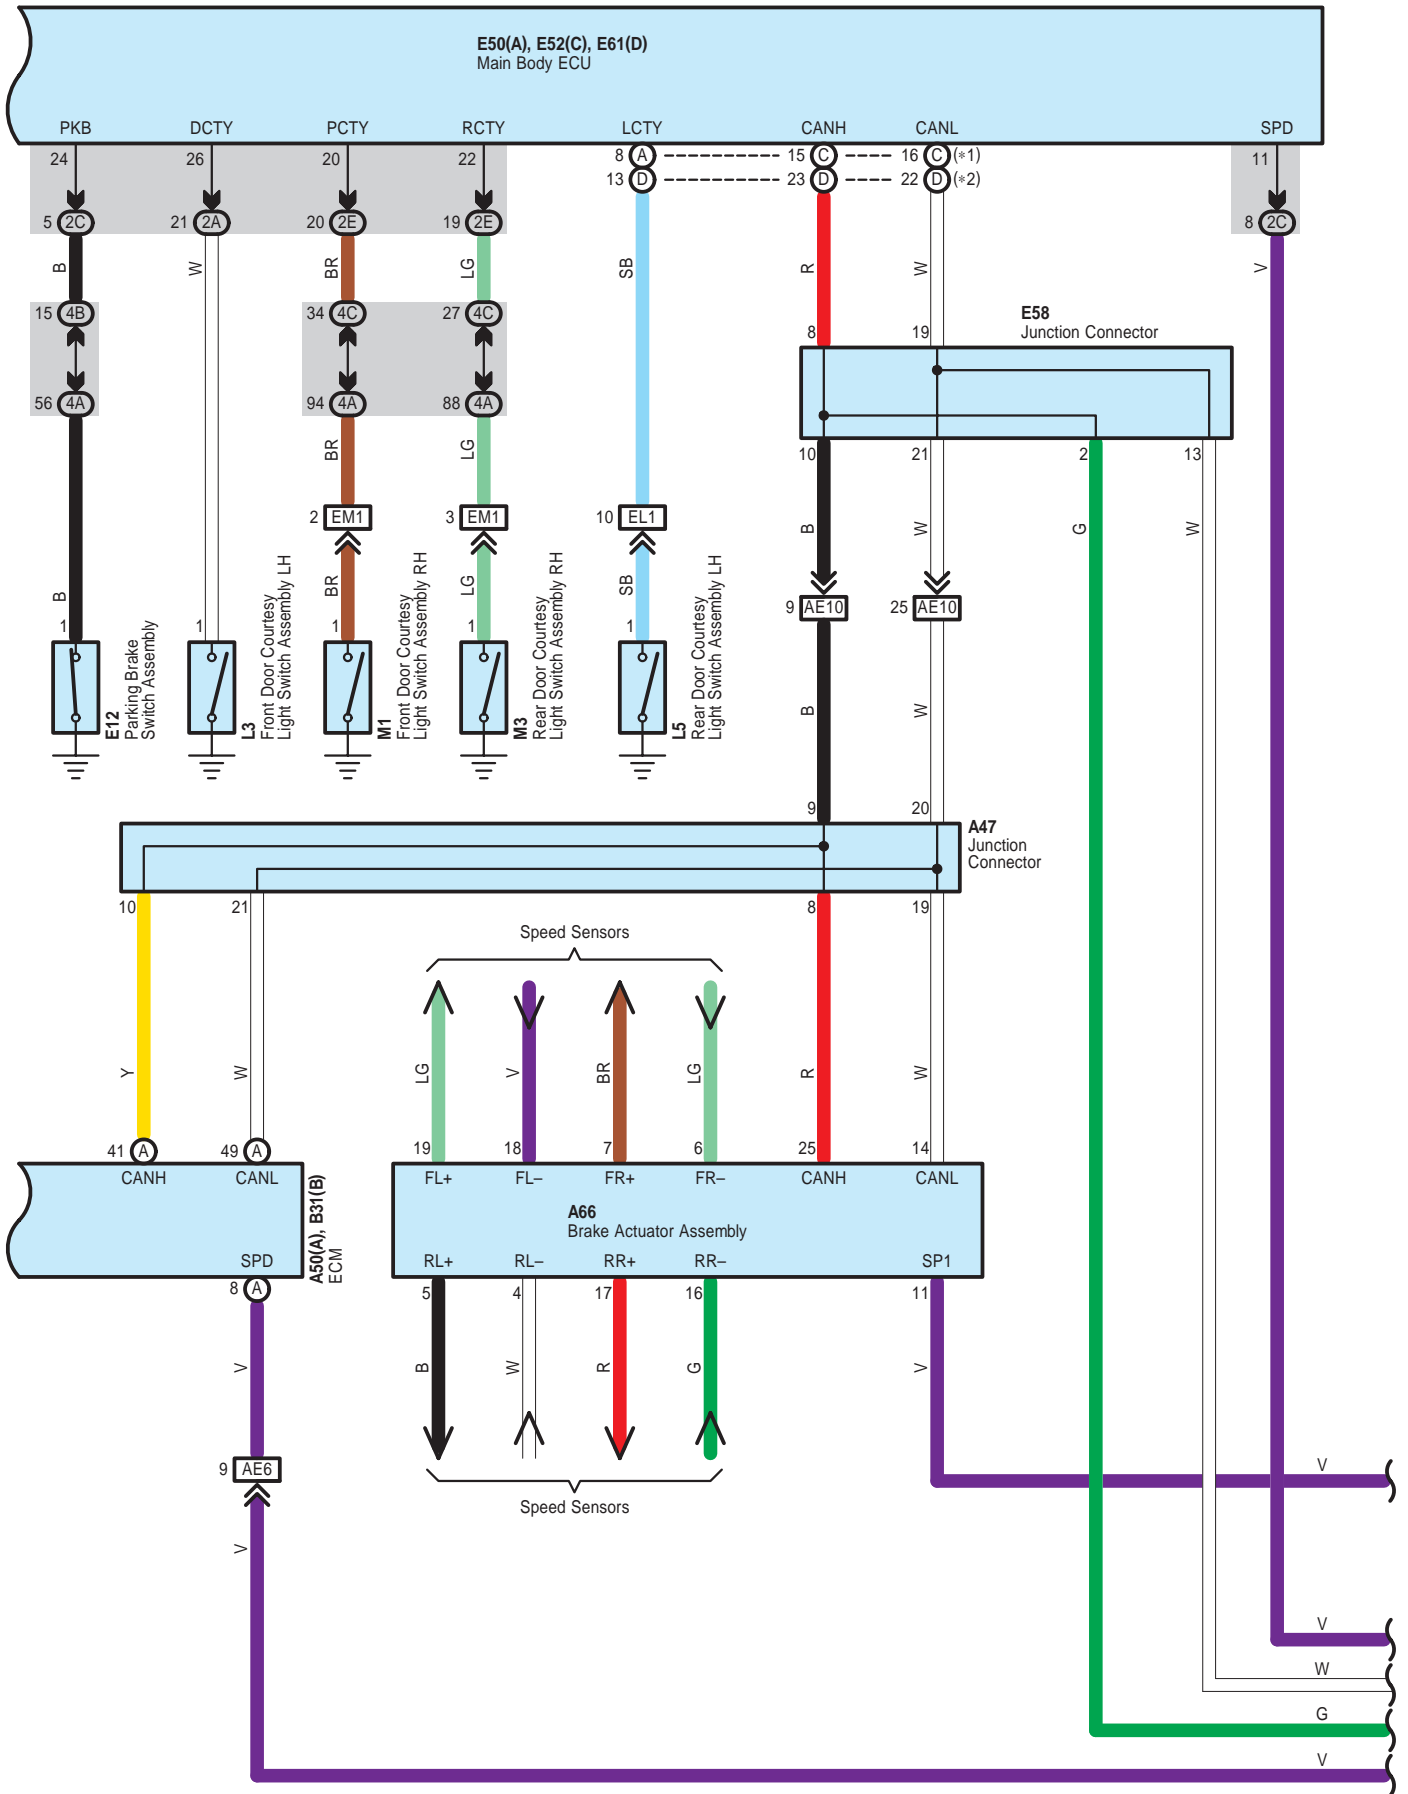 E50(A), E52(C), E61(D)
Main Body ECU
PKB DCTY PCTY RCTY LCTY CANH CANL SPD
24 26 20 22 8 A 15 C 16 C (∗1) 11
13 D 23 D 22 D (∗2)
5 2C 21 2A 20 2E 19 2E 8 2C
B W BR LG SB R W V
15 4B 34 4C 27 4C
E58
Junction Connector
8 19
56 4A 94 4A 88 4A
BR LG
10 21 2 13
2 EM1 3 EM1 10 EL1
B W G W
B BR LG SB
9 AE10 25 AE10
1 1 1 1 1
E12
Parking Brake
Switch Assembly
L3
Front Door Courtesy
Light Switch Assembly LH
M1
Front Door Courtesy
Light Switch Assembly RH
M3
Rear Door Courtesy
Light Switch Assembly RH
L5
Rear Door Courtesy
Light Switch Assembly LH
B W
9 20
A47
Junction
Connector
10 21 8 19
Speed Sensors
Y W LG V BR LG R W
41 A 49 A 19 18 7 6 25 14
CANH CANL FL+ FL– FR+ FR– CANH CANL
A50(A), B31(B)
ECM
A66
Brake Actuator Assembly
SPD RL+ RL– RR+ RR– SP1
8 A 5 4 17 16 11
V B W R G V
9 AE6
Speed Sensors
V
V
V
W
G
V